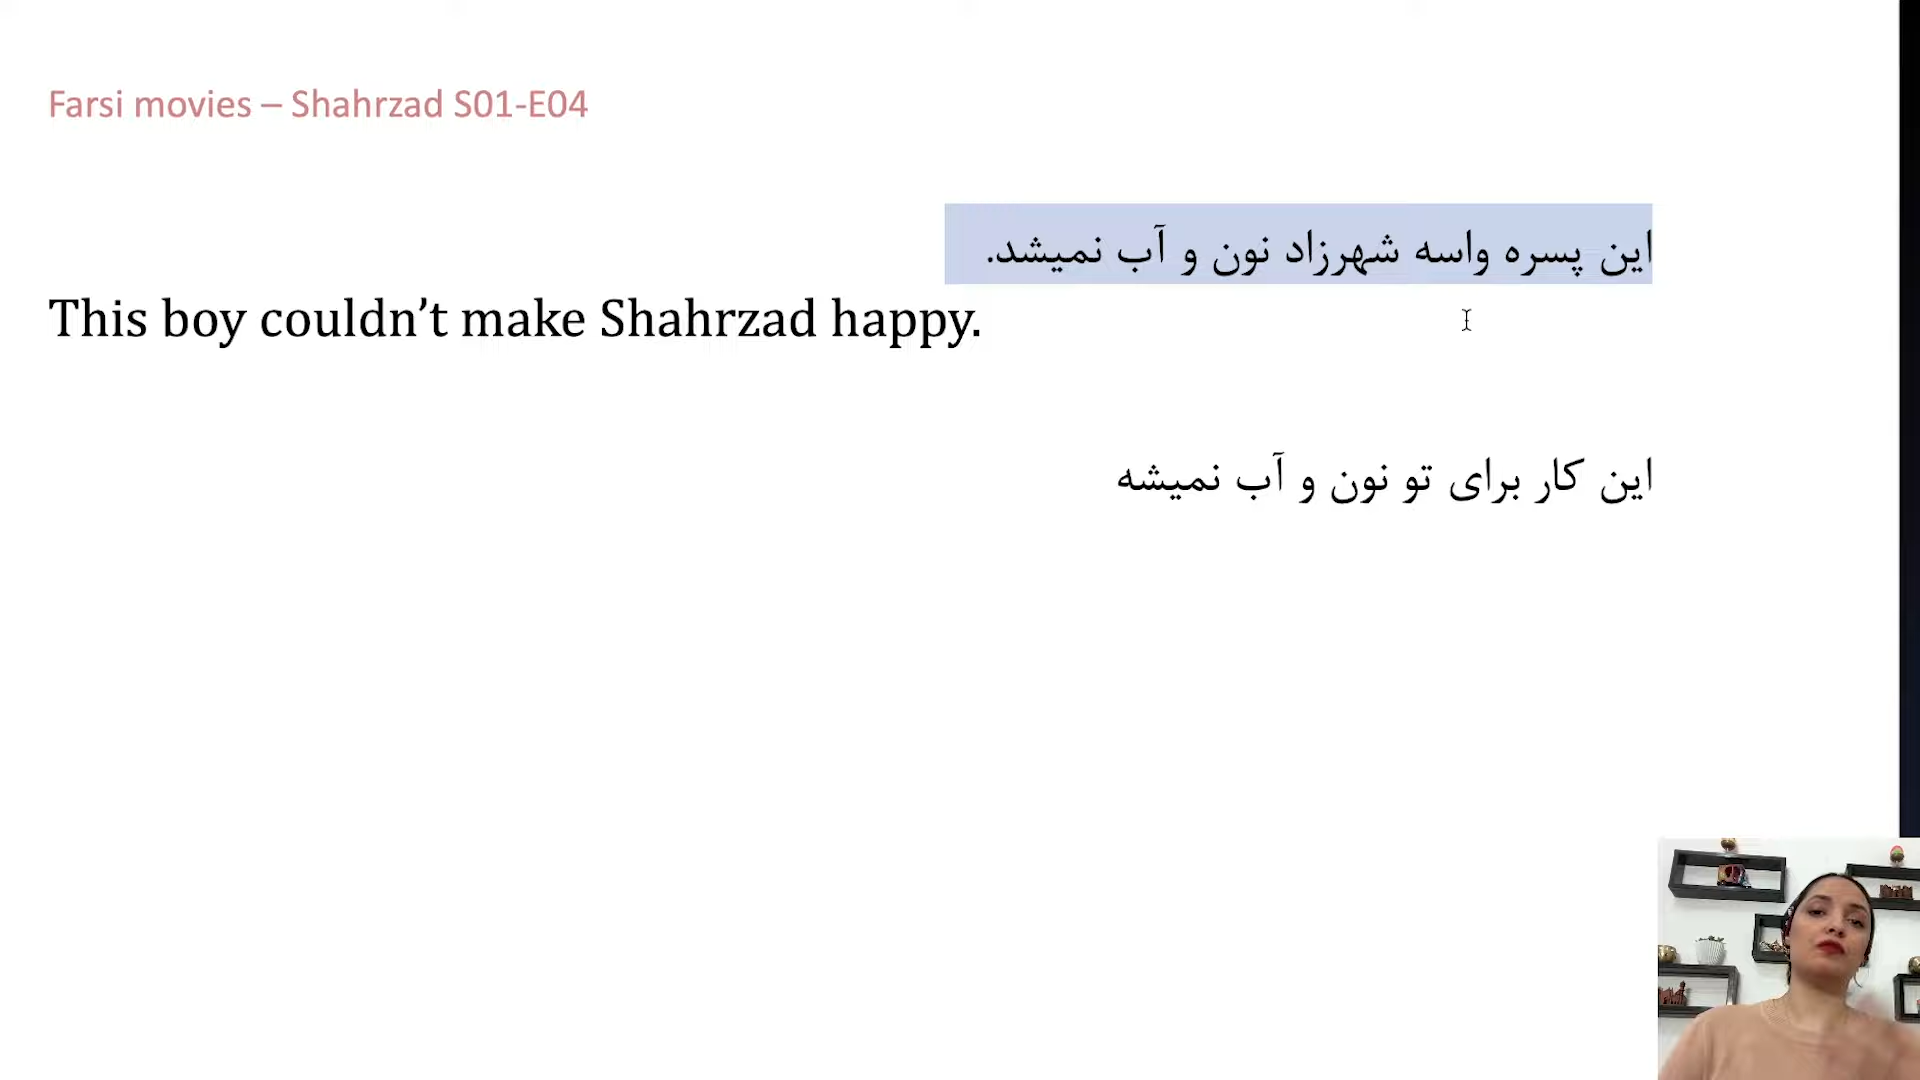 Farsi movies – Shahrzad S01-E04
این پسره واسه شهرزاد نون و آب نمیشد.
This boy couldn’t make Shahrzad happy.
این کار برای تو نون و آب نمیشه